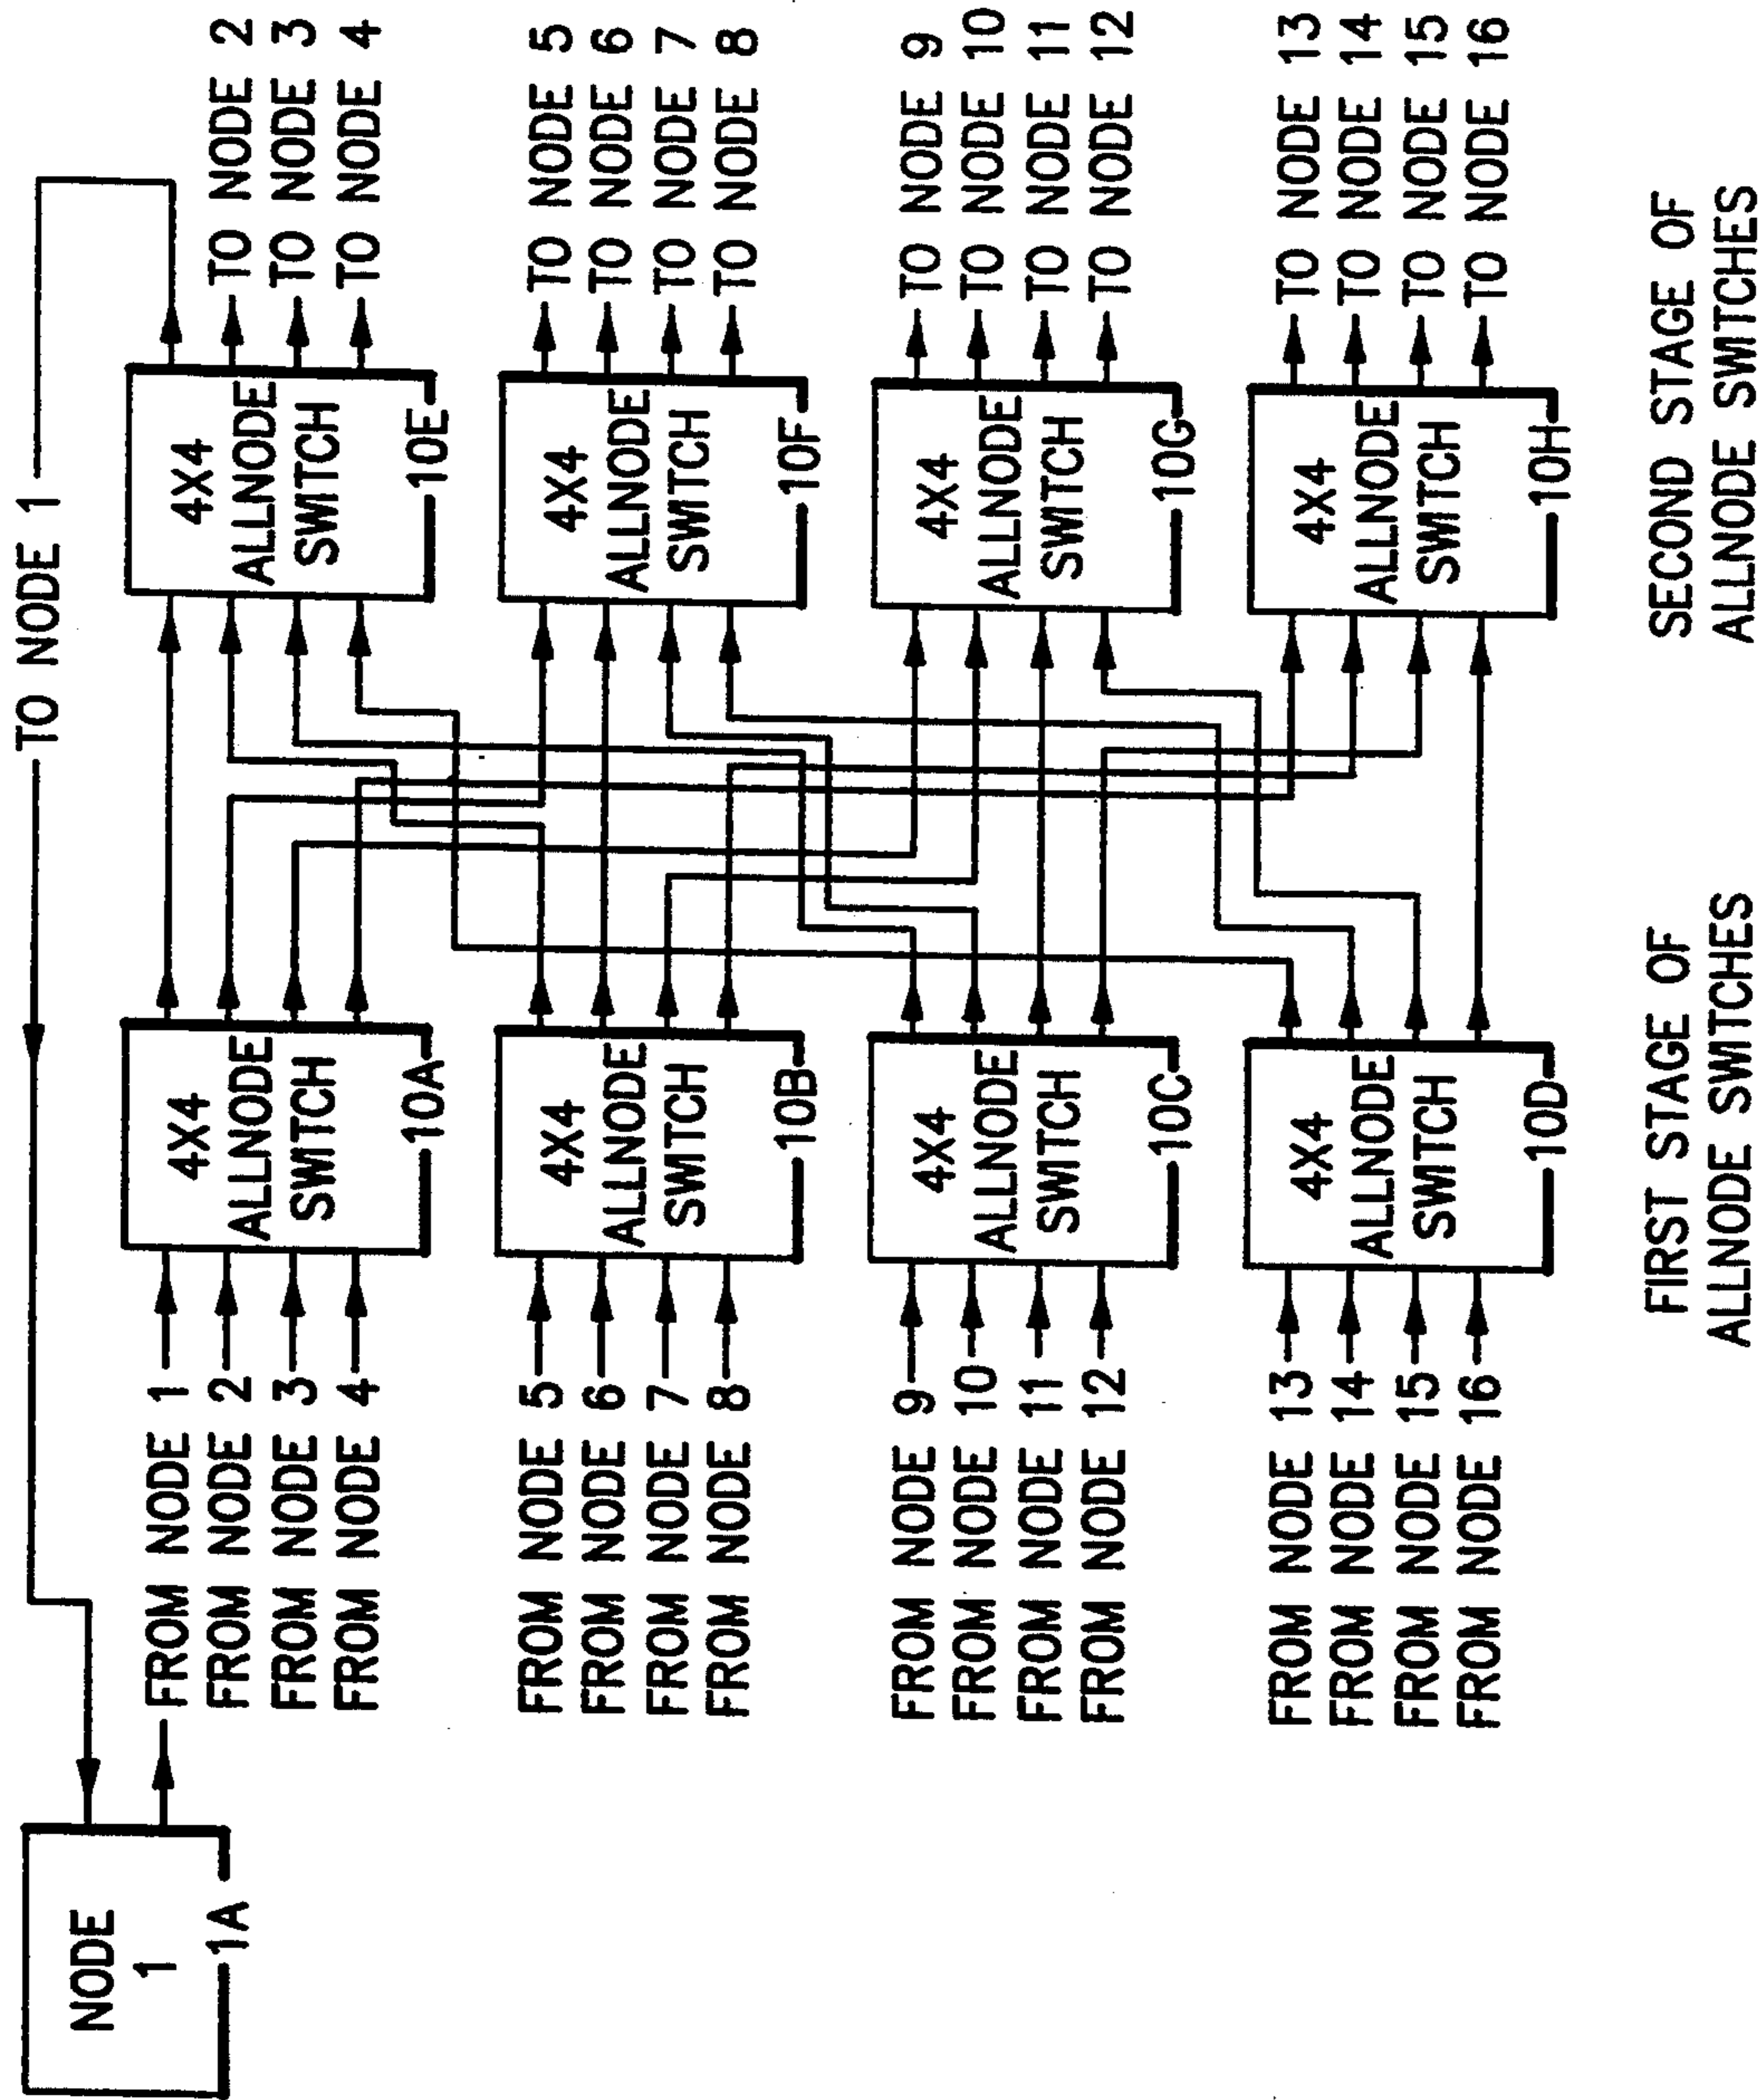 TO NODE 1
NODE
1
1A
FROM NODE 1
FROM NODE 2
FROM NODE 3
FROM NODE 4
4X4
ALLNODE
SWITCH
10A
4X4
ALLNODE
SWITCH
10E
TO NODE 2
TO NODE 3
TO NODE 4
FROM NODE 5
FROM NODE 6
FROM NODE 7
FROM NODE 8
4X4
ALLNODE
SWITCH
10B
4X4
ALLNODE
SWITCH
10F
TO NODE 5
TO NODE 6
TO NODE 7
TO NODE 8
FROM NODE 9
FROM NODE 10
FROM NODE 11
FROM NODE 12
4X4
ALLNODE
SWITCH
10C
4X4
ALLNODE
SWITCH
10G
TO NODE 9
TO NODE 10
TO NODE 11
TO NODE 12
FROM NODE 13
FROM NODE 14
FROM NODE 15
FROM NODE 16
4X4
ALLNODE
SWITCH
10D
4X4
ALLNODE
SWITCH
10H
TO NODE 13
TO NODE 14
TO NODE 15
TO NODE 16
FIRST STAGE OF
ALLNODE SWITCHES
SECOND STAGE OF
ALLNODE SWITCHES